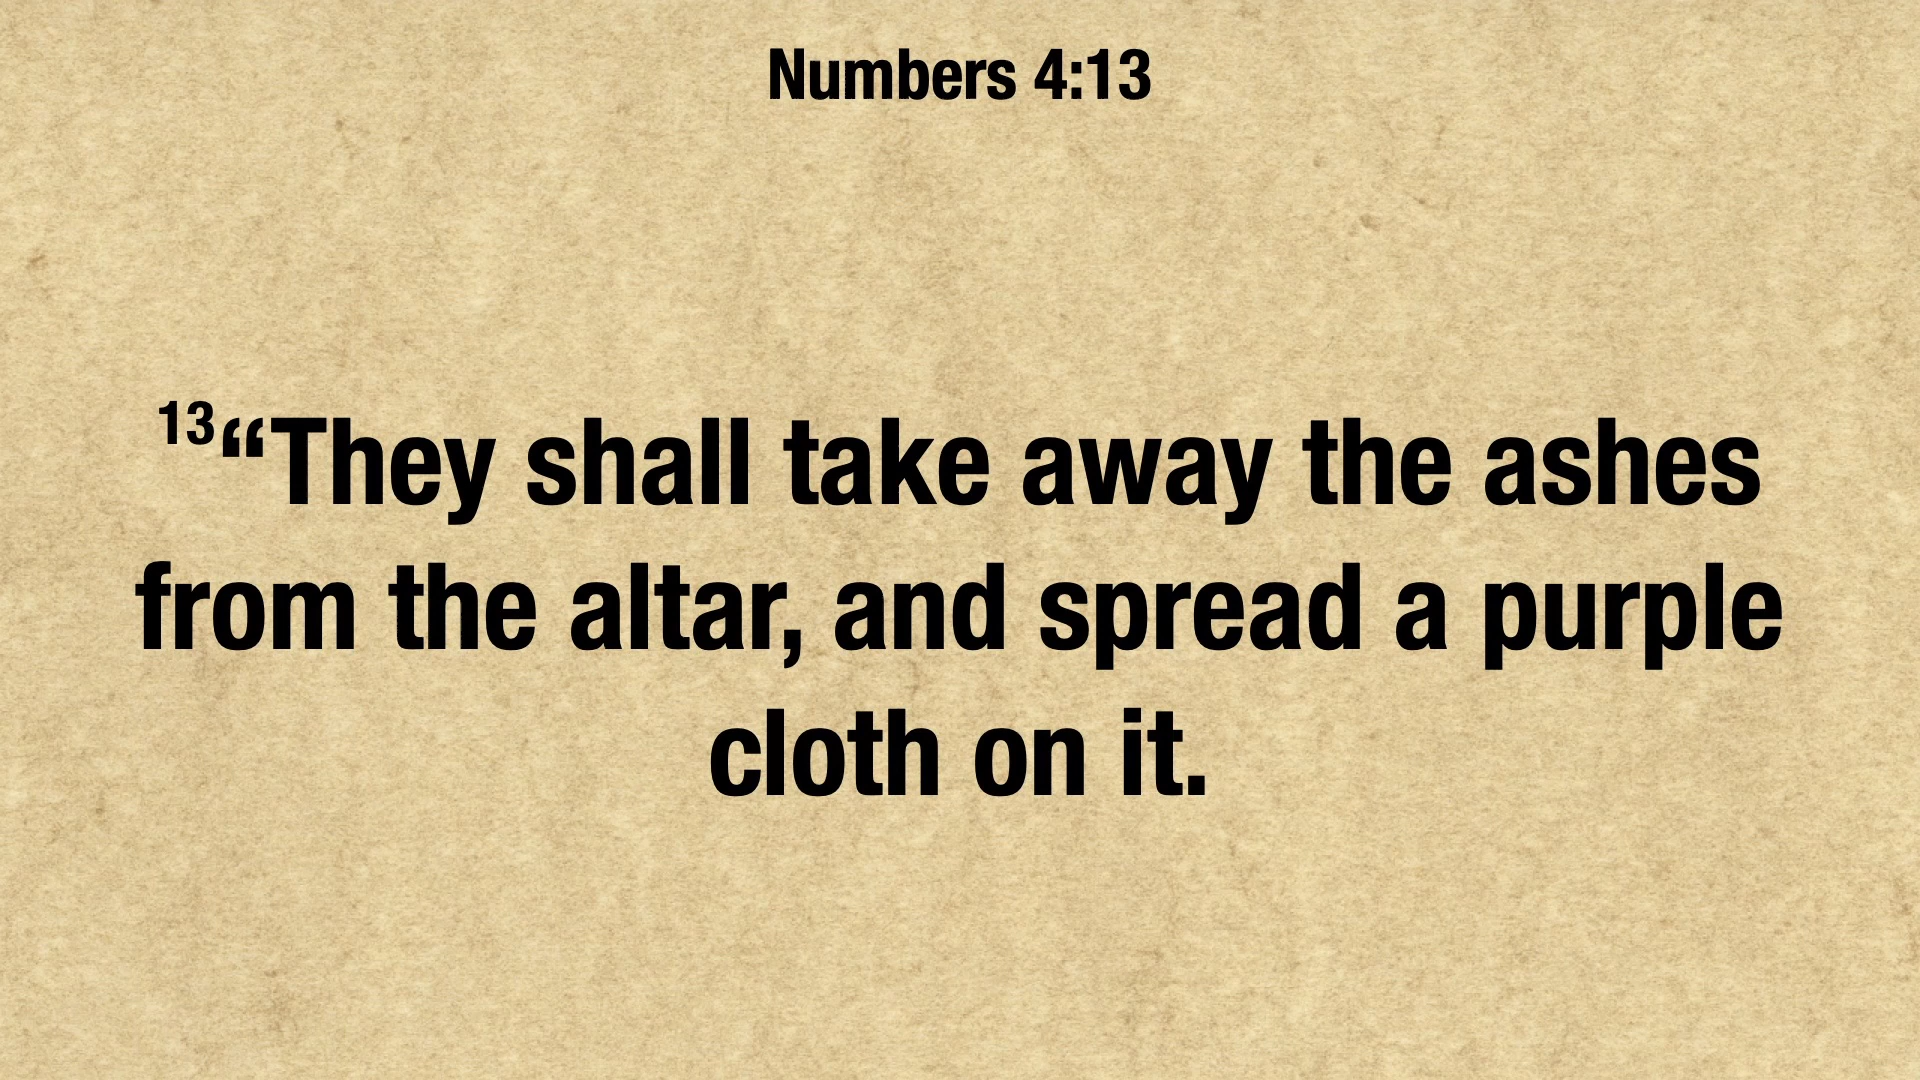 Numbers 4:13
13“They shall take away the ashes
from the altar, and spread a purple
cloth on it.